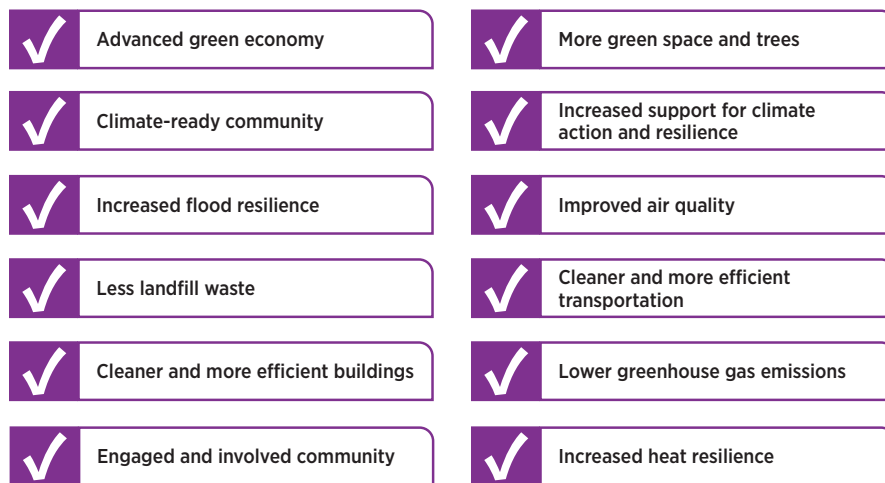 Advanced green economy
More green space and trees
Climate-ready community
Increased support for climate
action and resilience
Increased flood resilience
Improved air quality
Less landfill waste
Cleaner and more efficient
transportation
Cleaner and more efficient buildings
Lower greenhouse gas emissions
Engaged and involved community
Increased heat resilience